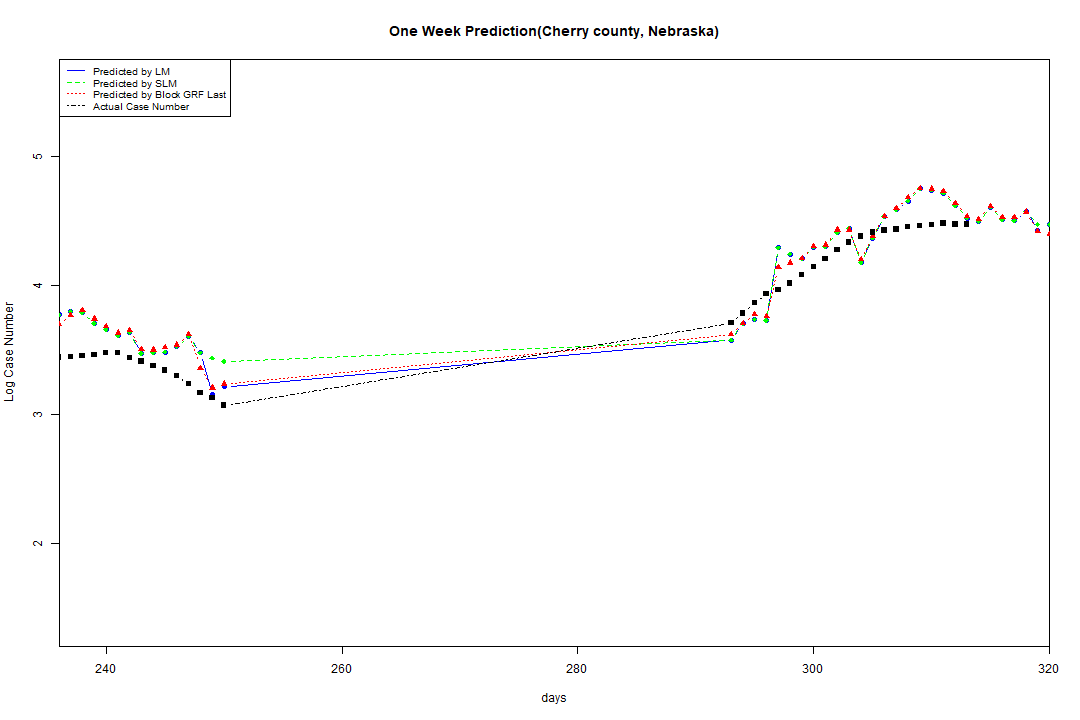 One Week Prediction(Cherry county, Nebraska)
Predicted by LM
Predicted by SLM
Predicted by Block GRF Last
Actual Case Number
Log Case Number
5
4
3
2
240 260 280 300 320
days